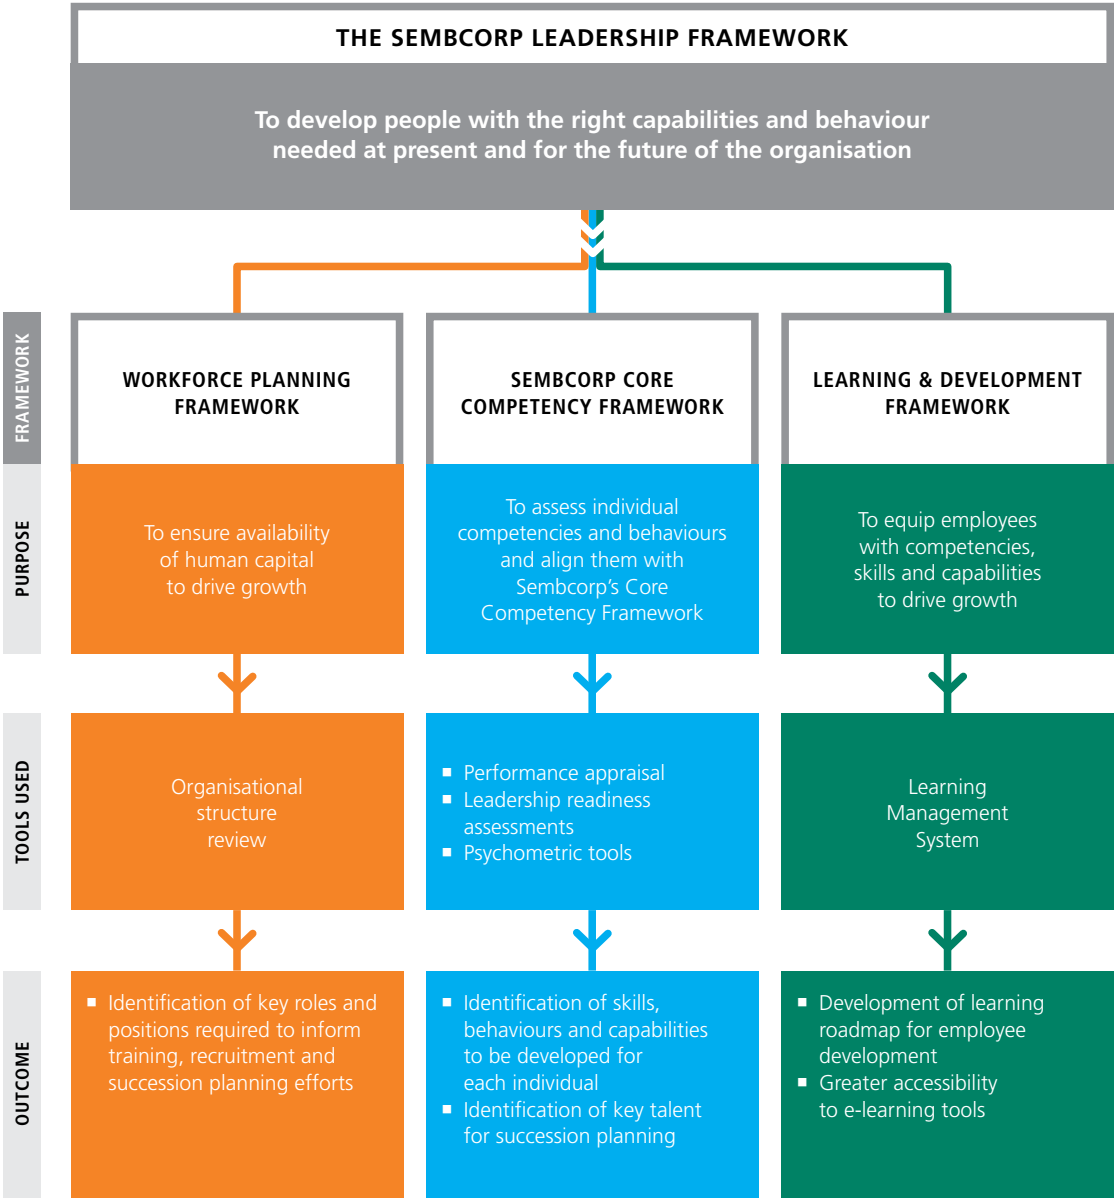 THE SEMBCORP LEADERSHIP FRAMEWORK
To develop people with the right capabilities and behaviour
needed at present and for the future of the organisation
FRAMEWORK
WORKFORCE PLANNING
FRAMEWORK
SEMBCORP CORE
COMPETENCY FRAMEWORK
LEARNING & DEVELOPMENT
FRAMEWORK
PURPOSE
To ensure availability
of human capital
to drive growth
To assess individual
competencies and behaviours
and align them with
Sembcorp's Core
Competency Framework
To equip employees
with competencies,
skills and capabilities
to drive growth
TOOLS USED
Organisational
structure
review
▪ Performance appraisal
▪ Leadership readiness
assessments
▪ Psychometric tools
Learning
Management
System
OUTCOME
▪ Identification of key roles and
positions required to inform
training, recruitment and
succession planning efforts
▪ Identification of skills,
behaviours and capabilities
to be developed for
each individual
▪ Identification of key talent
for succession planning
▪ Development of learning
roadmap for employee
development
▪ Greater accessibility
to e-learning tools